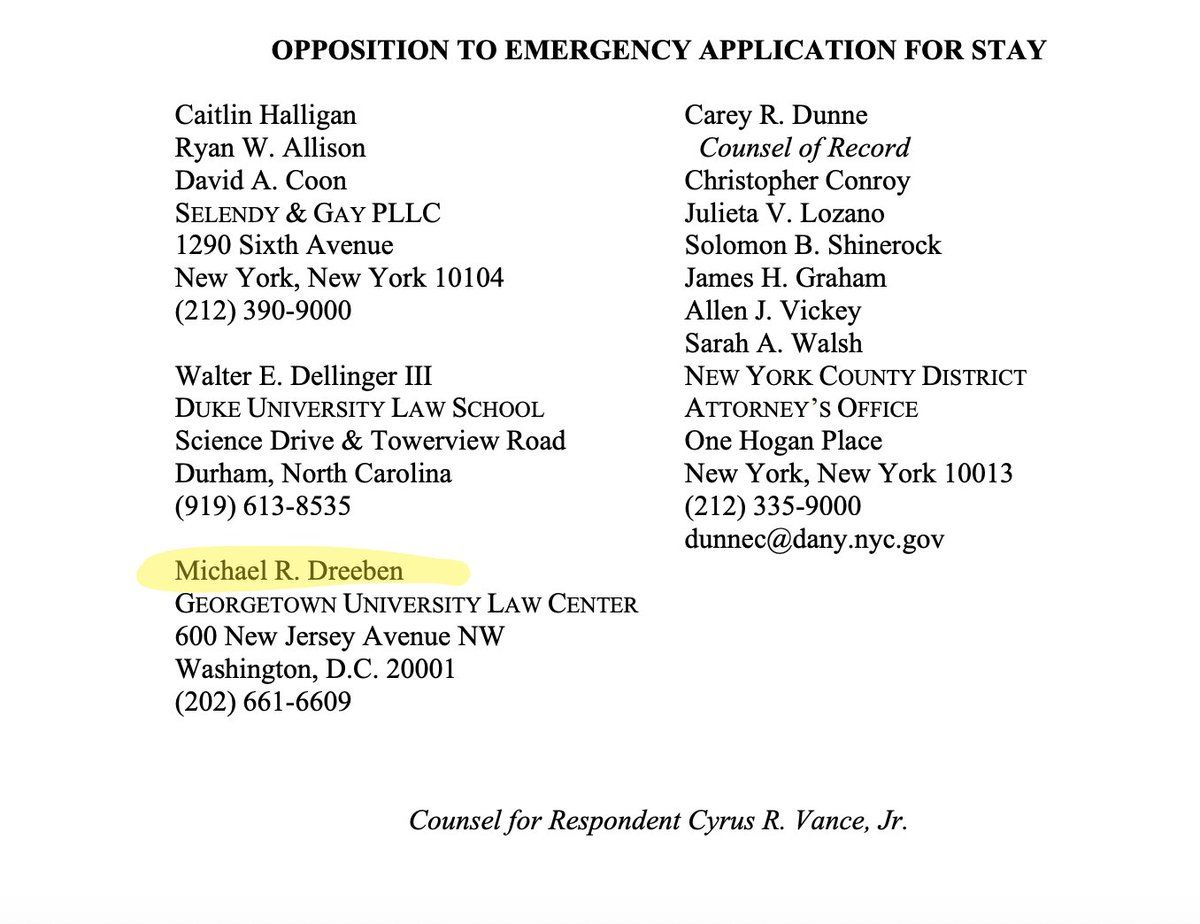 OPPOSITION TO EMERGENCY APPLICATION FOR STAY
Caitlin Halligan
Ryan W. Allison
David A. Coon
SELENDY & GAY PLLC
1290 Sixth Avenue
New York, New York 10104
(212) 390-9000
Walter E. Dellinger III
DUKE UNIVERSITY LAW SCHOOL
Science Drive & Towerview Road
Durham, North Carolina
(919) 613-8535
Michael R. Dreeben
GEORGETOWN UNIVERSITY LAW CENTER
600 New Jersey Avenue NW
Washington, D.C. 20001
(202) 661-6609
Carey R. Dunne
Counsel of Record
Christopher Conroy
Julieta V. Lozano
Solomon B. Shinerock
James H. Graham
Allen J. Vickey
Sarah A. Walsh
NEW YORK COUNTY DISTRICT
ATTORNEY’S OFFICE
One Hogan Place
New York, New York 10013
(212) 335-9000
dunnec@dany.nyc.gov
Counsel for Respondent Cyrus R. Vance, Jr.